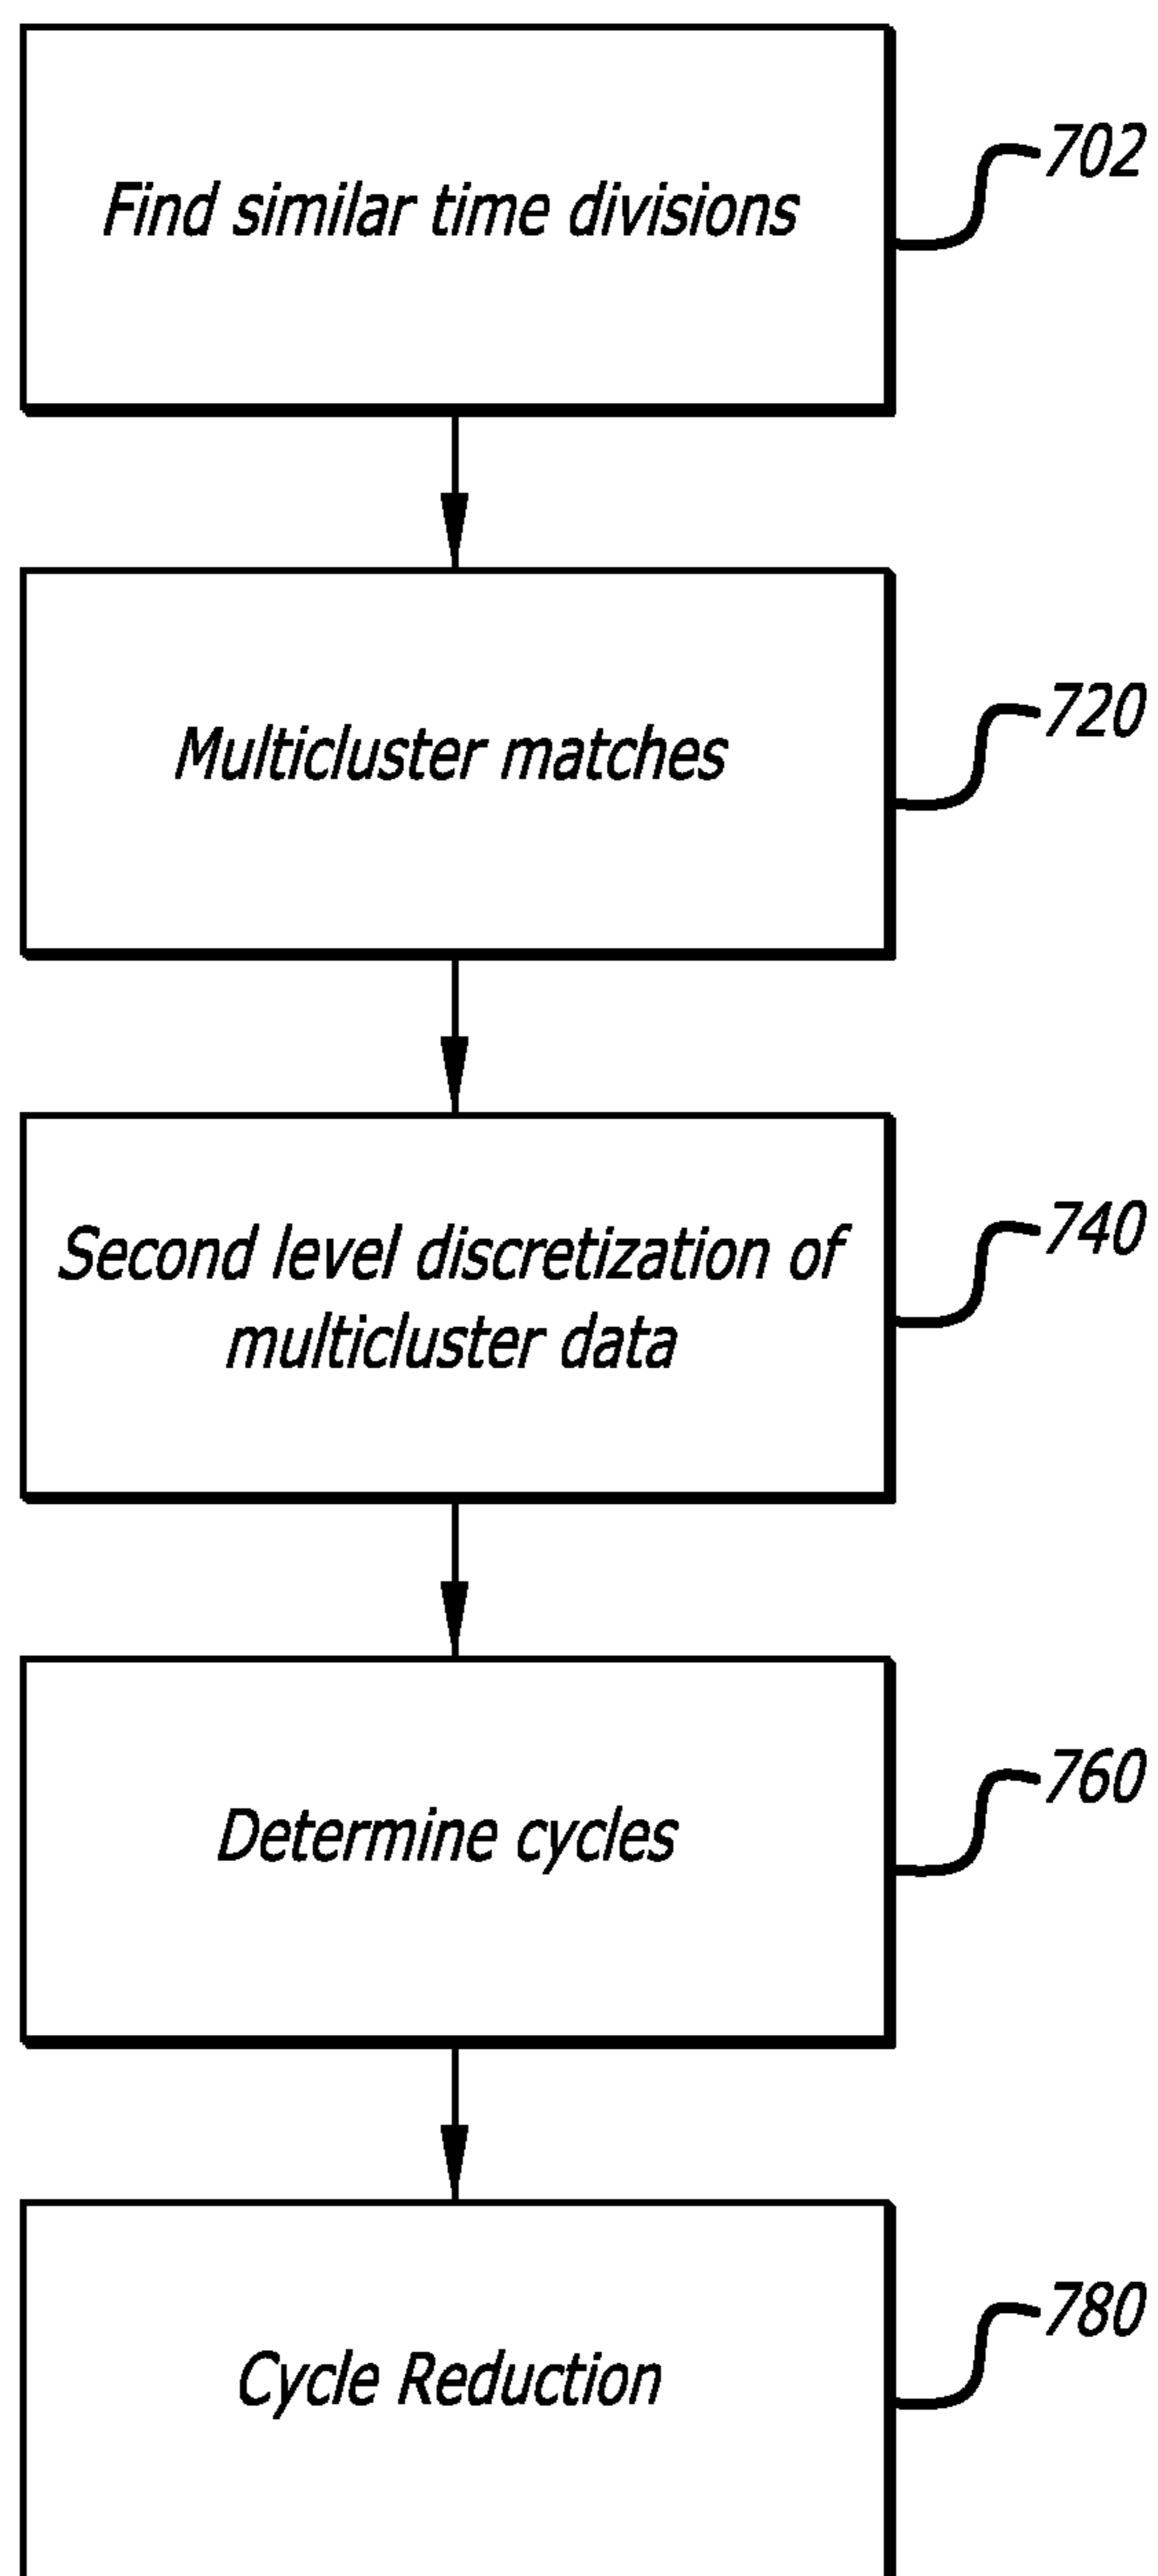 Find similar time divisions
702
Multicluster matches
720
Second level discretization of
multicluster data
740
Determine cycles
760
Cycle Reduction
780